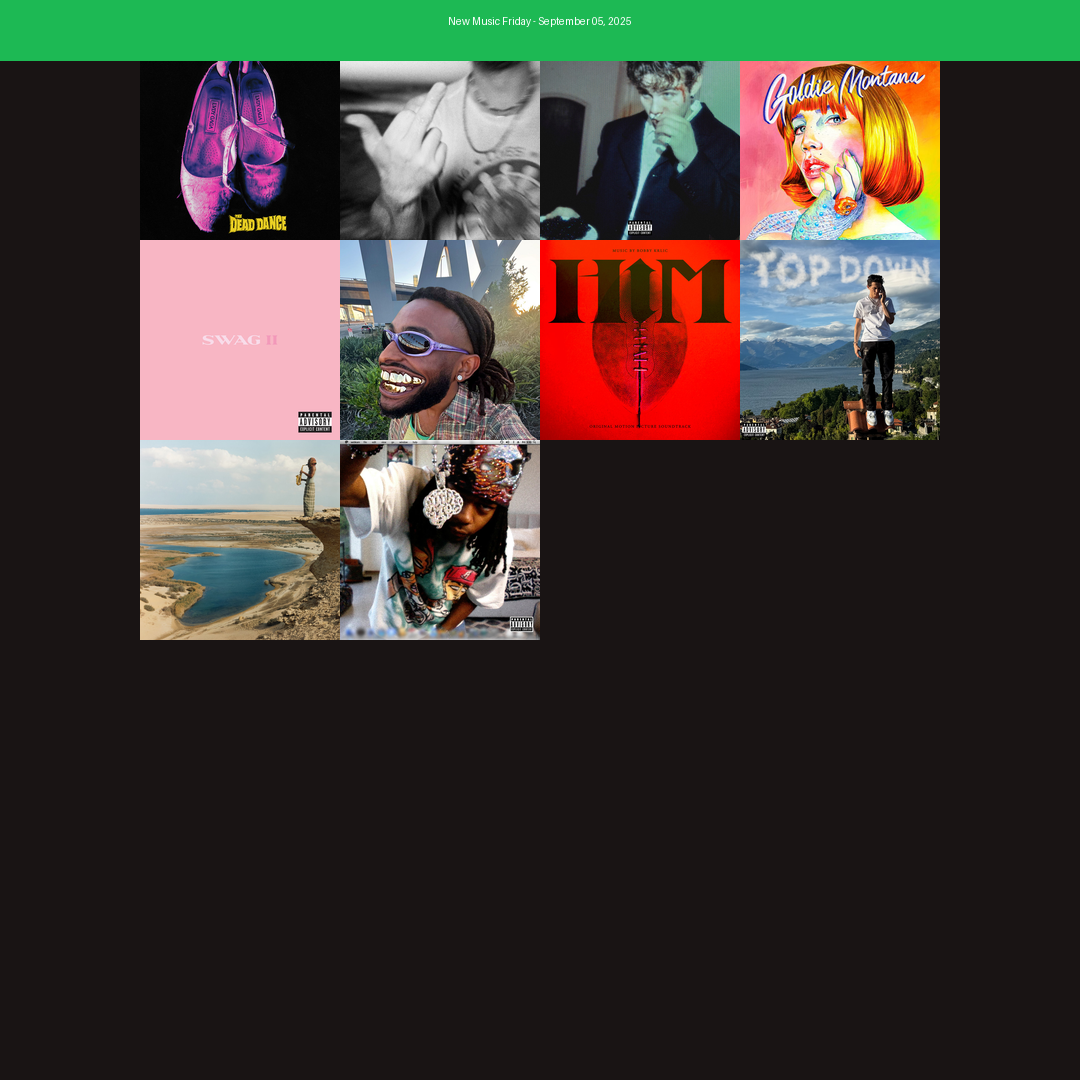 New Music Friday - September 05, 2025
Goldie Montana
THE
DEAD DANCE
PARENTAL
ADVISORY
EXPLICIT CONTENT
MUSIC BY BOBBY KRLIC
HIM
TOP DOWN
SWAG II
PARENTAL
ADVISORY
EXPLICIT CONTENT
ORIGINAL MOTION PICTURE SOUNDTRACK
PARENTAL
ADVISORY
EXPLICIT CONTENT
PARENTAL
ADVISORY
EXPLICIT CONTENT